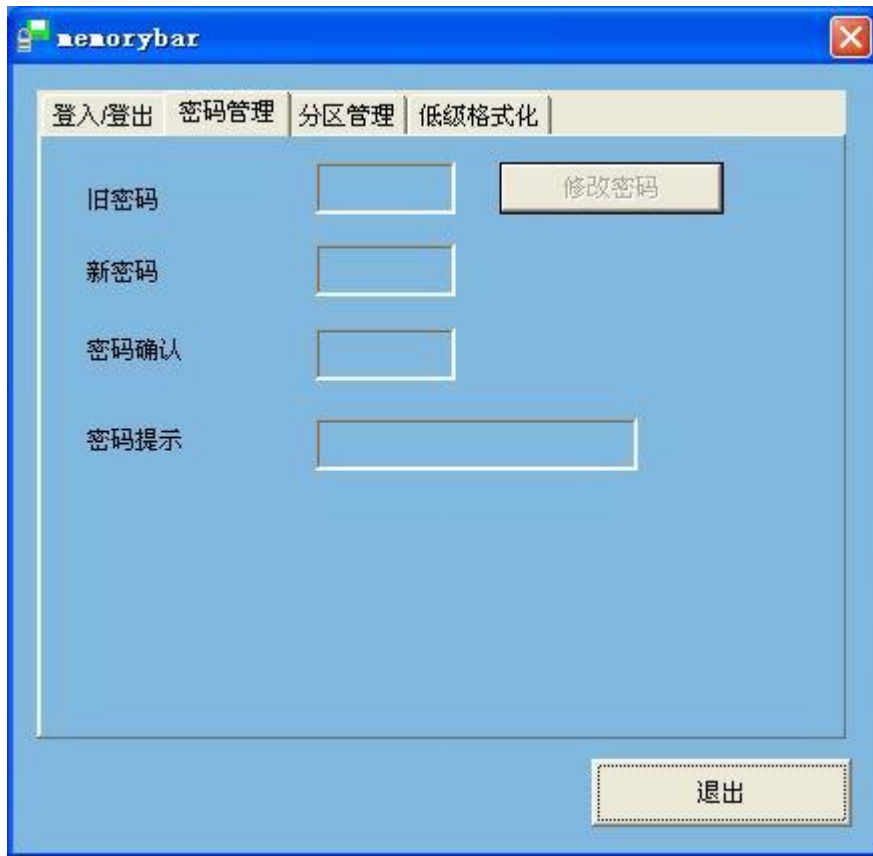 memorybar
登入/登出 密码管理 分区管理 低级格式化
旧密码 修改密码
新密码
密码确认
密码提示
退出